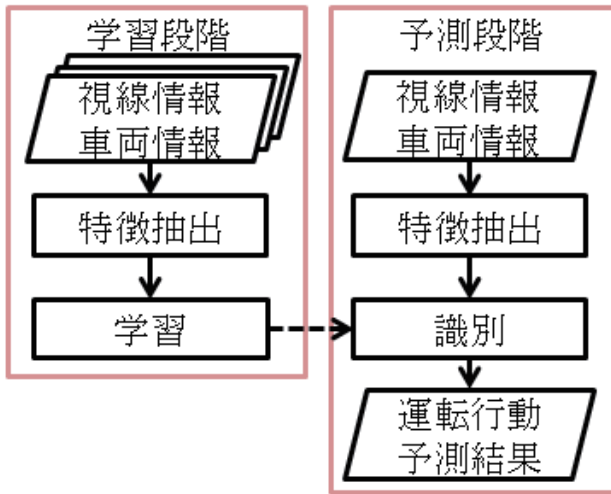 学習段階
視線情報
車両情報
特徴抽出
学習
予測段階
視線情報
車両情報
特徴抽出
識別
運転行動
予測結果